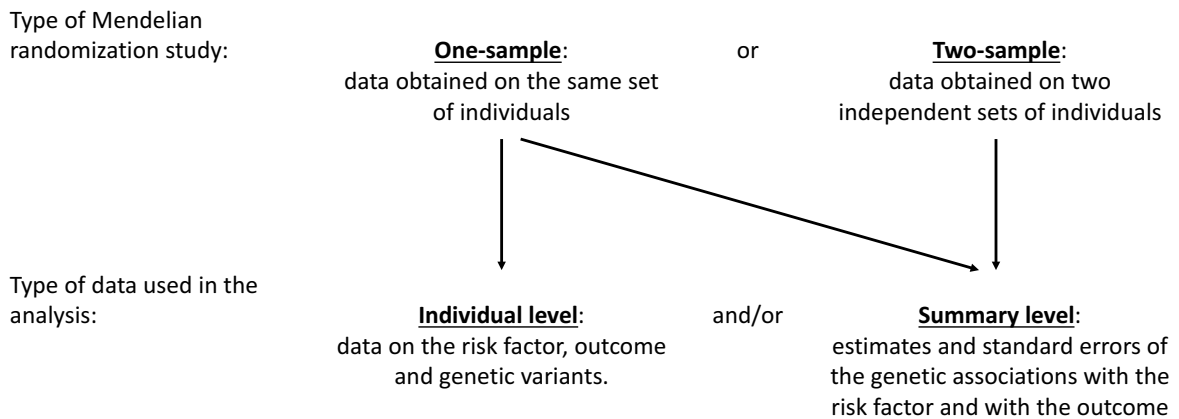 Type of Mendelian
randomization study:
One-sample:
or
Two-sample:
data obtained on the same set
of individuals
data obtained on two
independent sets of individuals
Type of data used in the
analysis:
Individual level:
and/or
Summary level:
data on the risk factor, outcome
and genetic variants.
estimates and standard errors of
the genetic associations with the
risk factor and with the outcome